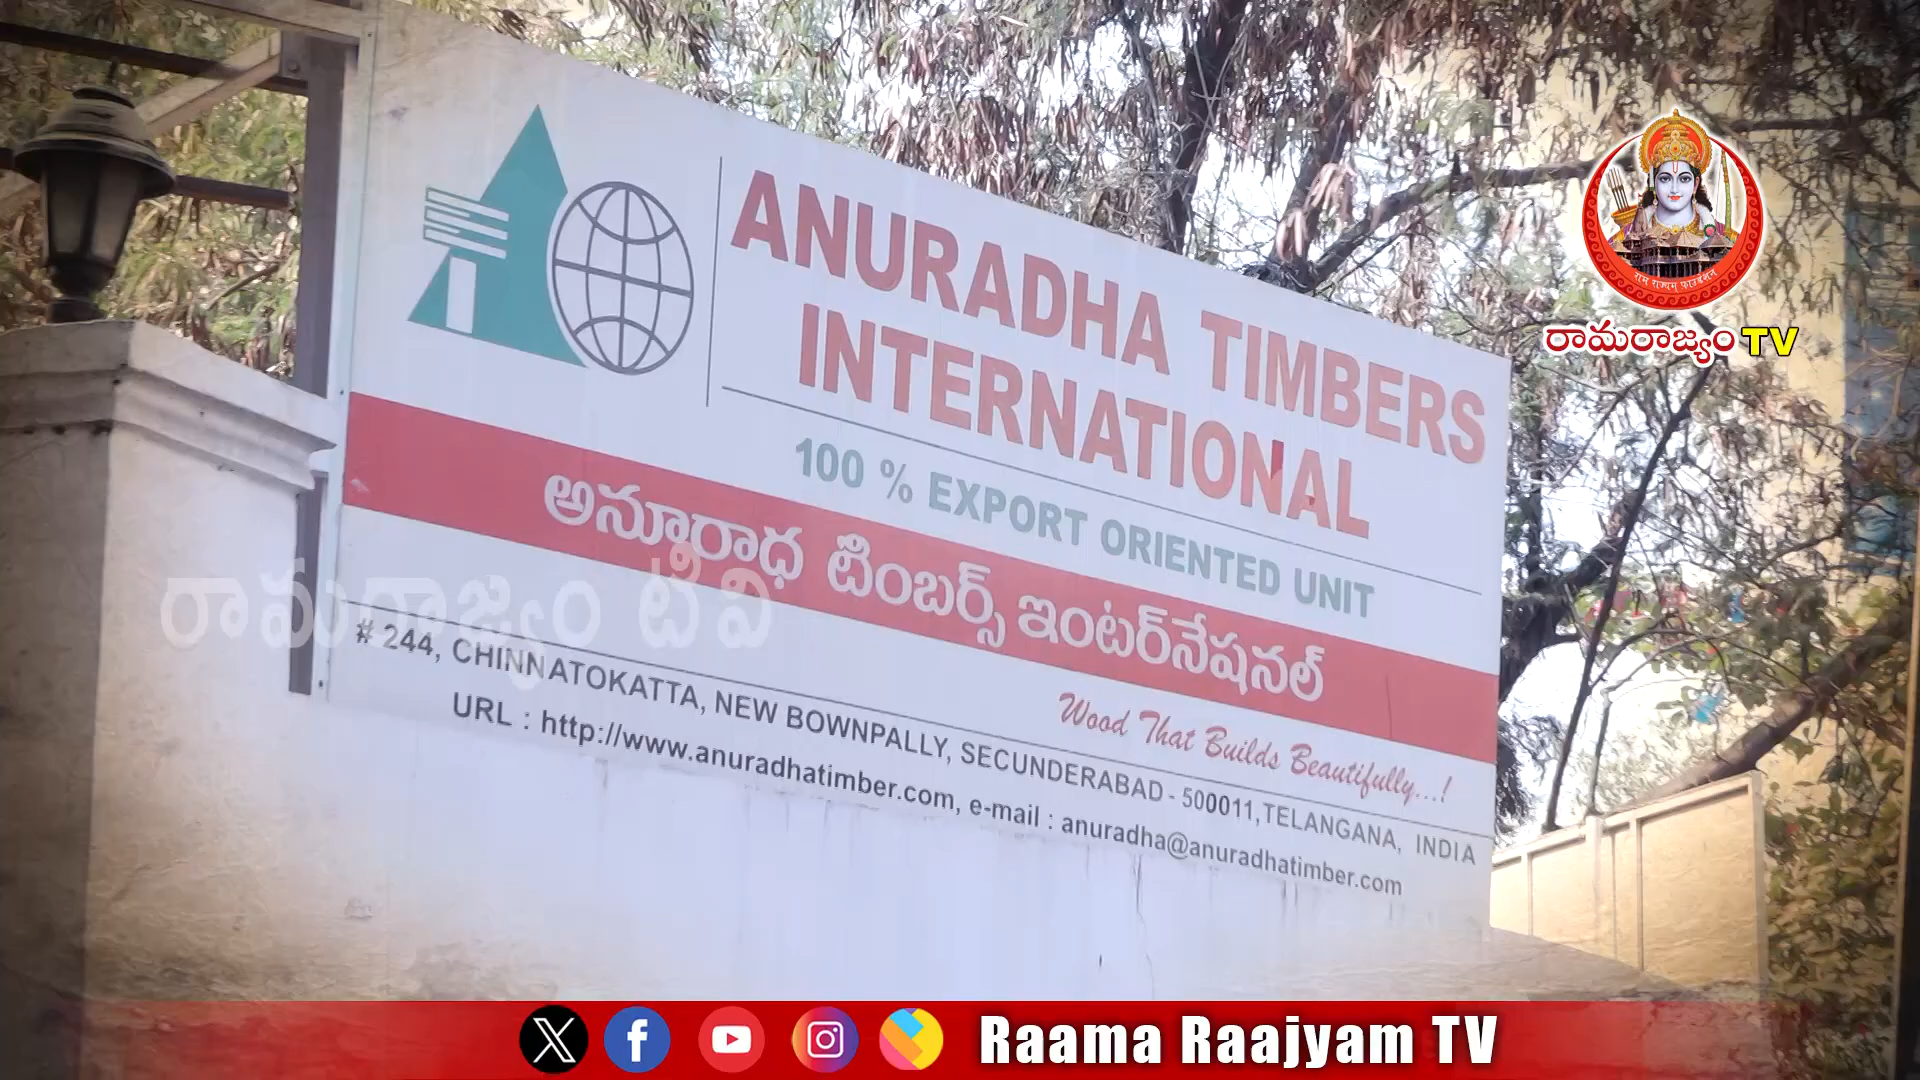 ANURADHA TIMBERS
INTERNATIONAL
100 % EXPORT ORIENTED UNIT
అనూరాధ టింబర్స్ ఇంటర్‌నేషనల్
Wood That Builds Beautifully...!
# 244, CHINNATOKATTA, NEW BOWNPALLY, SECUNDERABAD - 500011, TELANGANA, INDIA
URL : http://www.anuradhatimber.com, e-mail : anuradha@anuradhatimber.com
రామరాజ్యం టివి
राम राज्यम् फाउंडेशन
రామరాజ్యం TV
Raama Raajyam TV